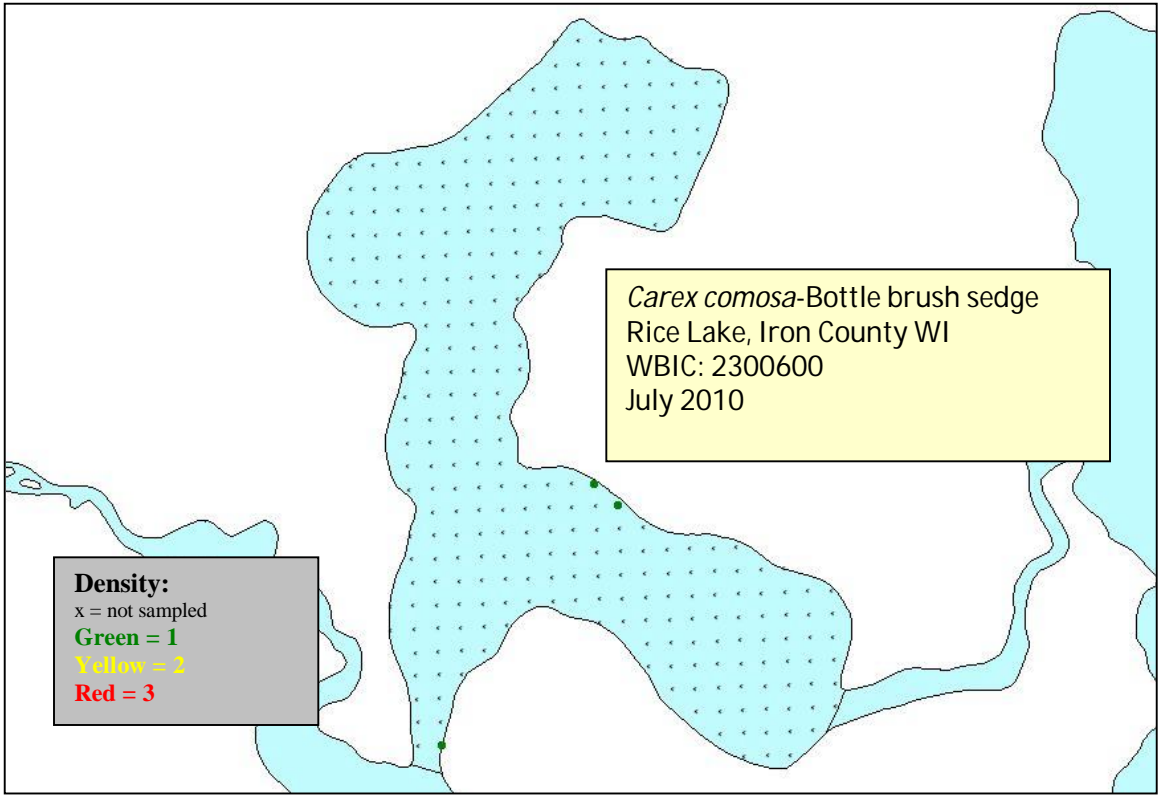 Carex comosa-Bottle brush sedge
Rice Lake, Iron County WI
WBIC: 2300600
July 2010
Density:
x = not sampled
Green = 1
Yellow = 2
Red = 3